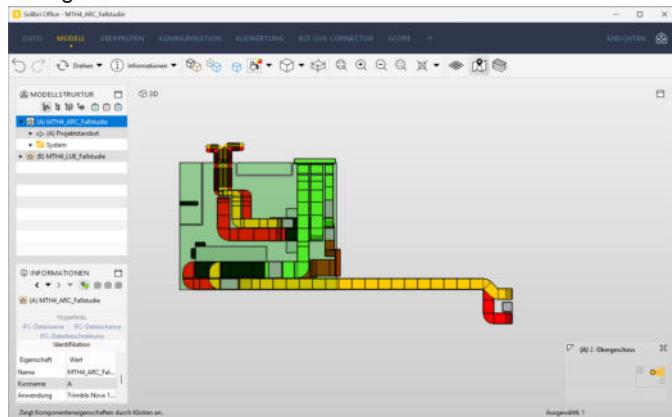 Solibri Office - MTH4_ARC_Fallstudie
DATEI MODELL ÜBERPRÜFEN KOMMUNIKATION AUSWERTUNG BCF LIVE CONNECTOR SCORE + ANSICHTEN
Drehen Informationen
MODELLSTRUKTUR
3D
(A) MTH4_ARC_Fallstudie
(A) Projektstandort
System
(B) MTH4_LUE_Fallstudie
INFORMATIONEN
(A) MTH4_ARC_Fallstudie
Hyperlinks
IFC-Dateiname IFC-Dateischema
IFC-Dateibeschreibung
Identifikation
Eigenschaft Wert
Name MTH4_ARC_Fal...
Kurzname A
Anwendung Trimble Nova 1...
(A) 2. Obergeschoss
Zeigt Komponenteneigenschaften durch Klicken an.
Ausgewählt: 1